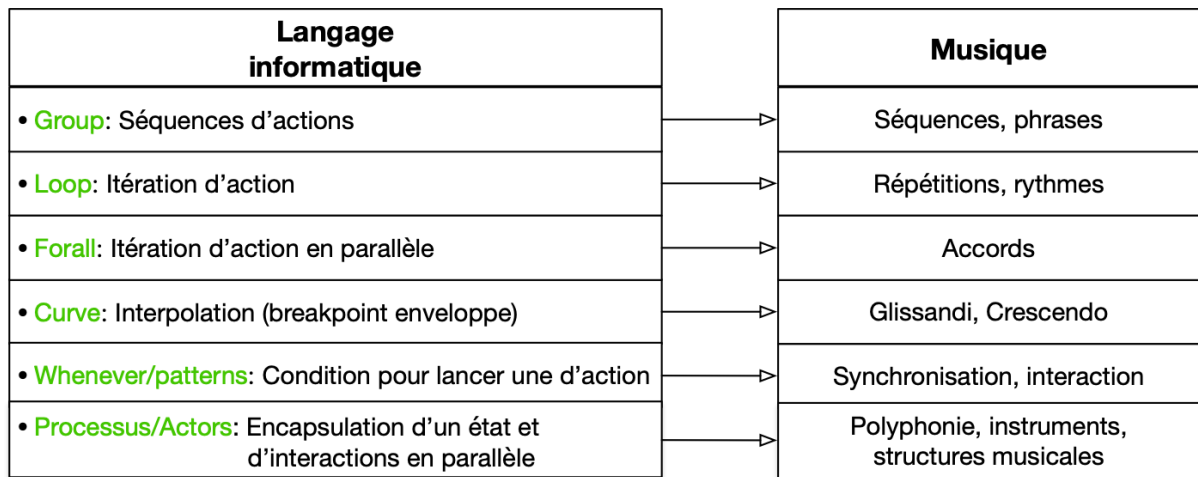 Langage
informatique
Musique
• Group: Séquences d'actions
Séquences, phrases
• Loop: Itération d'action
Répétitions, rythmes
• Forall: Itération d'action en parallèle
Accords
• Curve: Interpolation (breakpoint enveloppe)
Glissandi, Crescendo
• Whenever/patterns: Condition pour lancer une d'action
Synchronisation, interaction
• Processus/Actors: Encapsulation d'un état et
d'interactions en parallèle
Polyphonie, instruments,
structures musicales